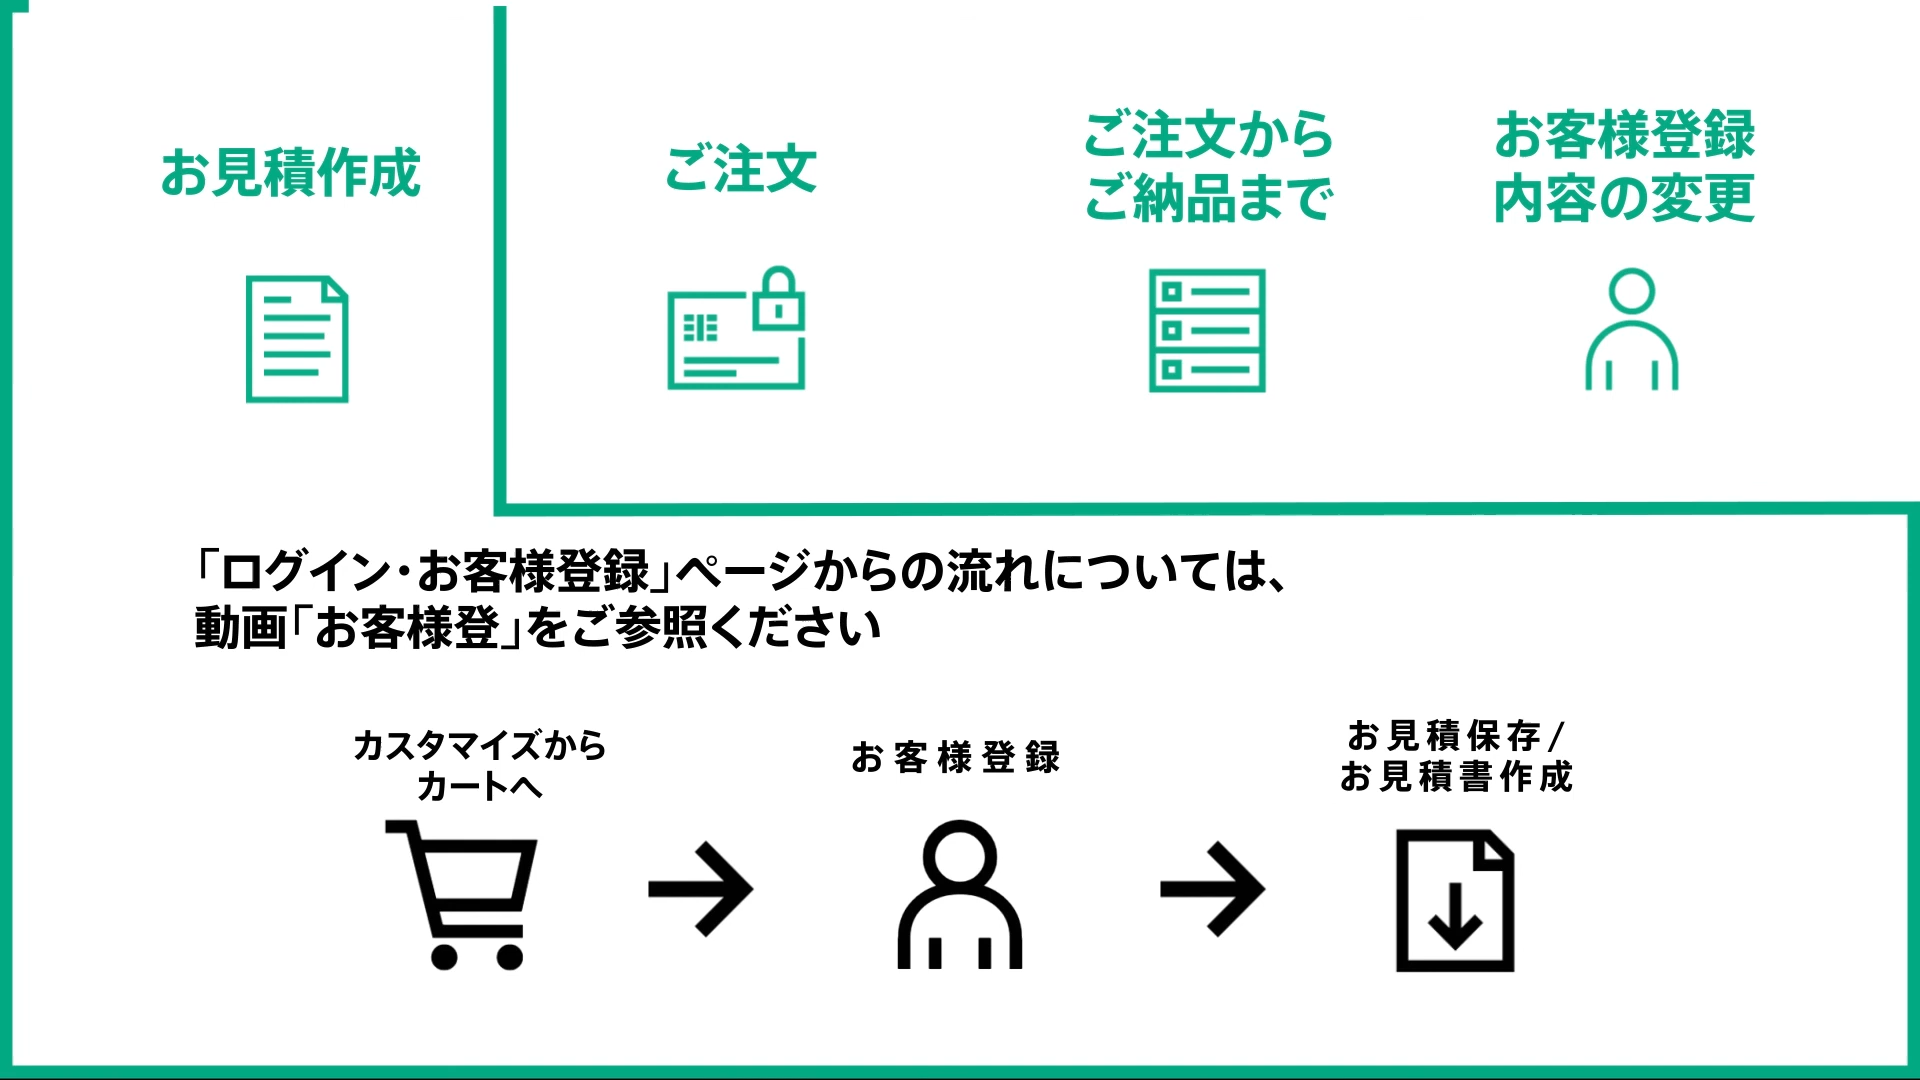 お見積作成
ご注文
ご注文から
ご納品まで
お客様登録
内容の変更
「ログイン・お客様登録」ページからの流れについては、
動画「お客様登」をご参照ください
カスタマイズから
カートへ
お客様登録
お見積保存/
お見積書作成